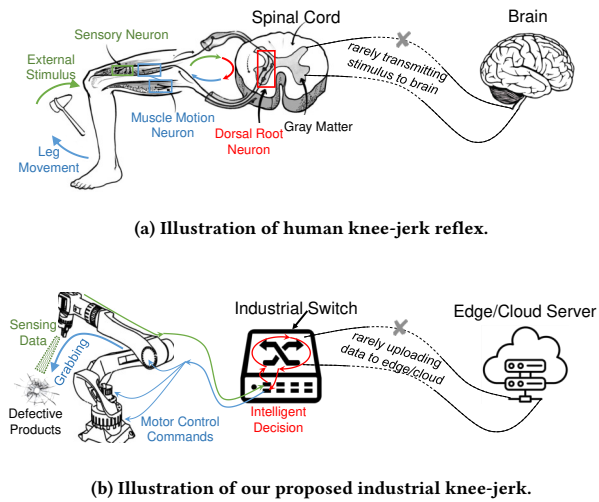 Sensory Neuron
External
Stimulus
Spinal Cord
Brain
rarely transmitting
stimulus to
brain
Muscle Motion
Neuron
Dorsal Root
Neuron
Gray Matter
Leg
Movement
(a) Illustration of human knee-jerk reflex.
Industrial Switch
Edge/Cloud Server
Sensing
Data
Grabbing
rarely uploading
data to edge/cloud
Defective
Products
Motor Control
Commands
Intelligent
Decision
(b) Illustration of our proposed industrial knee-jerk.